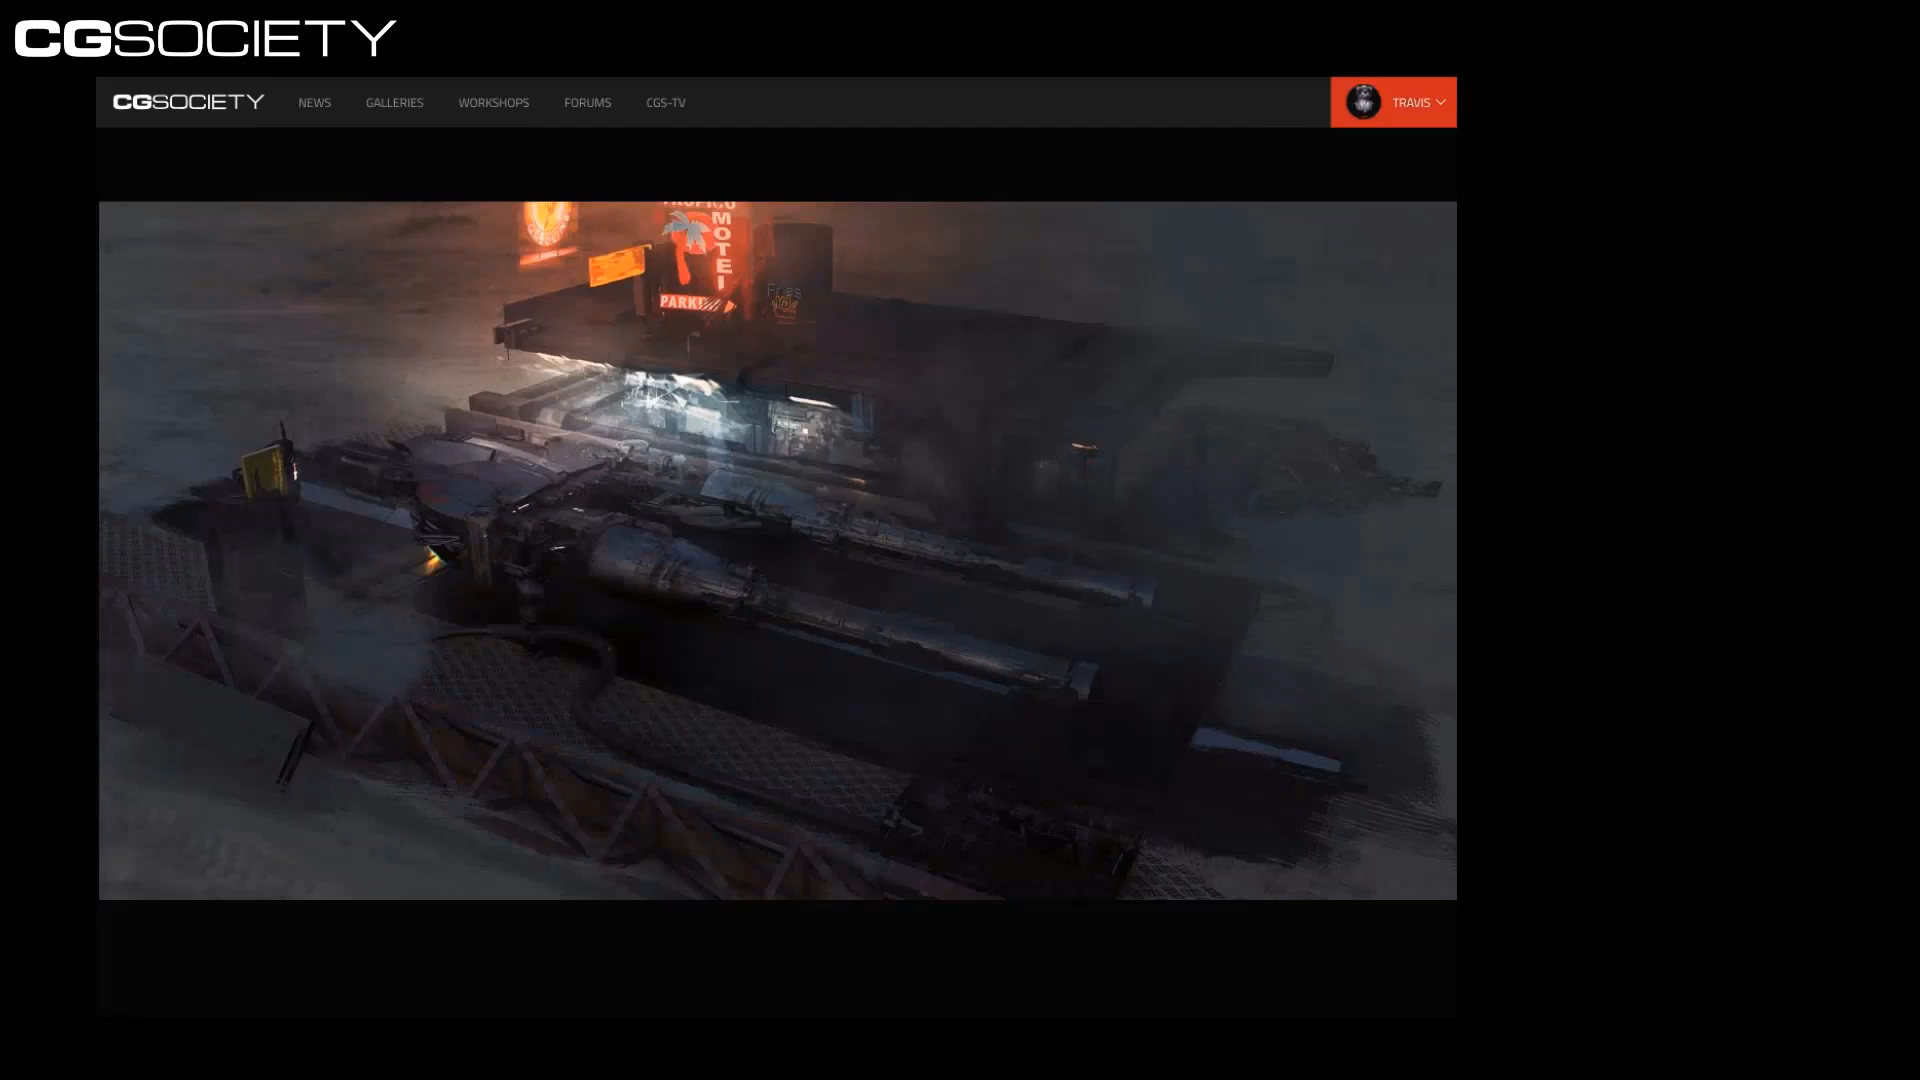 CGSOCIETY
CGSOCIETY NEWS GALLERIES WORKSHOPS FORUMS CGS-TV TRAVIS
MOTEL
PARK
Fries